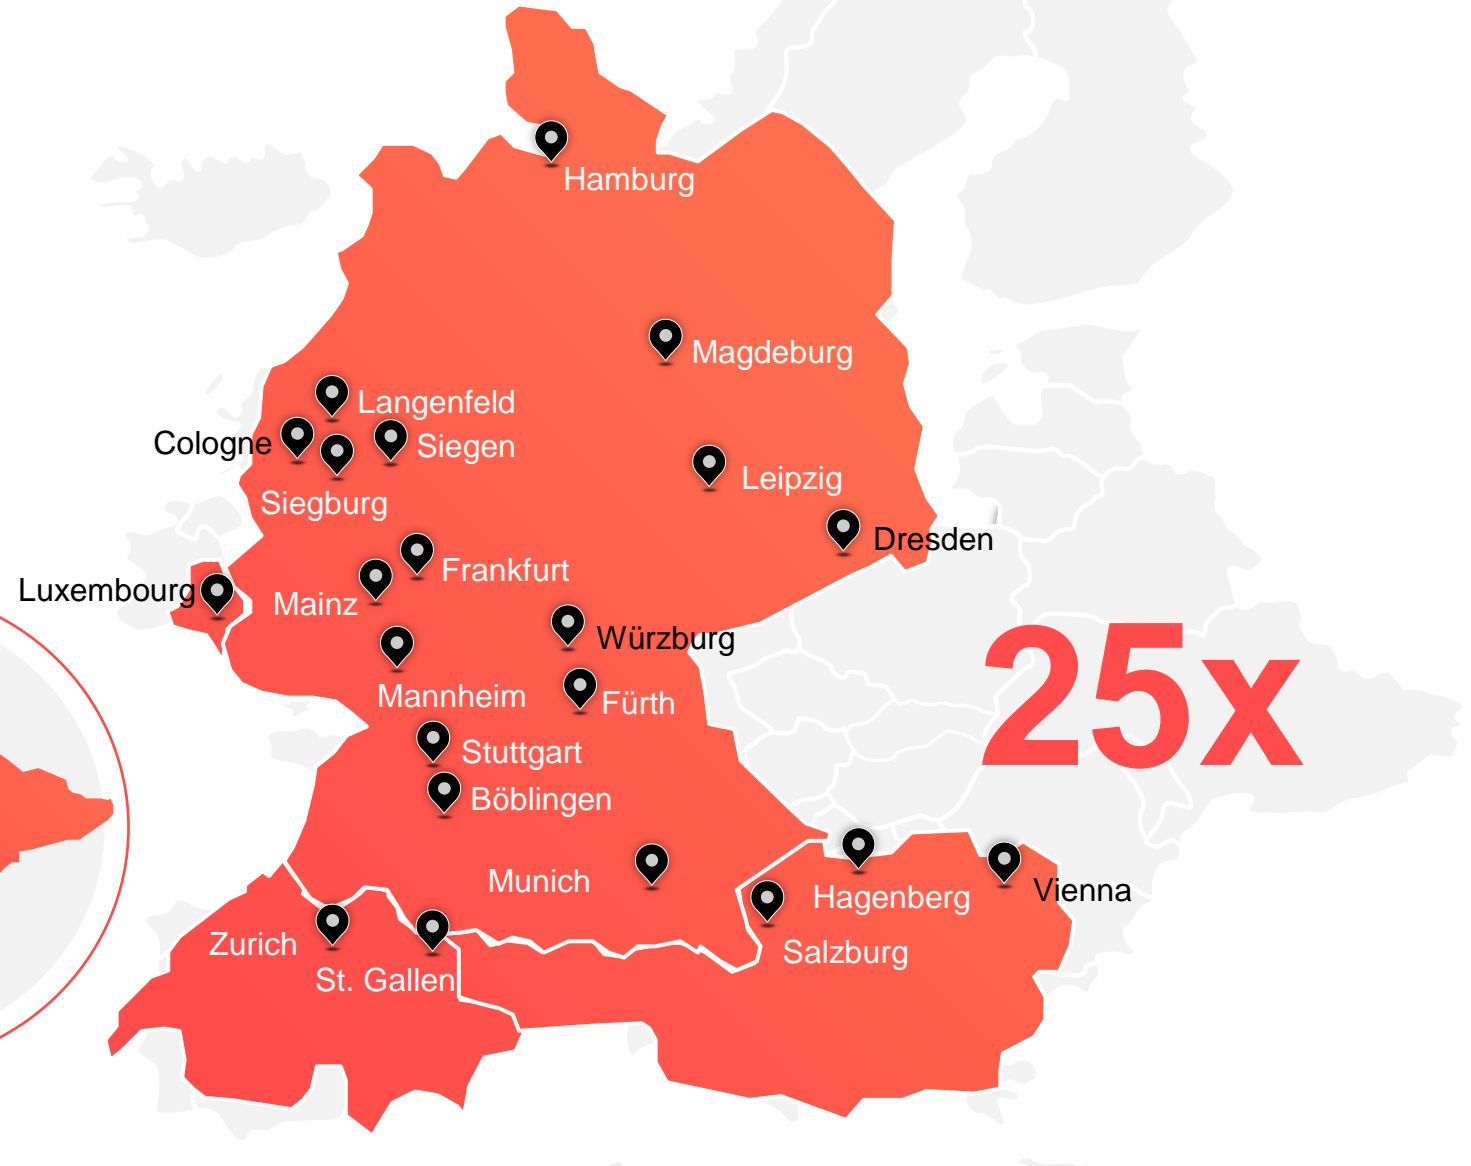 Hamburg
Magdeburg
Langenfeld
Cologne
Siegen
Leipzig
Siegburg
Dresden
Frankfurt
Luxembourg
Mainz
Würzburg
25x
Mannheim
Fürth
Stuttgart
Böblingen
Munich
Vienna
Hagenberg
Zurich
Salzburg
St. Gallen